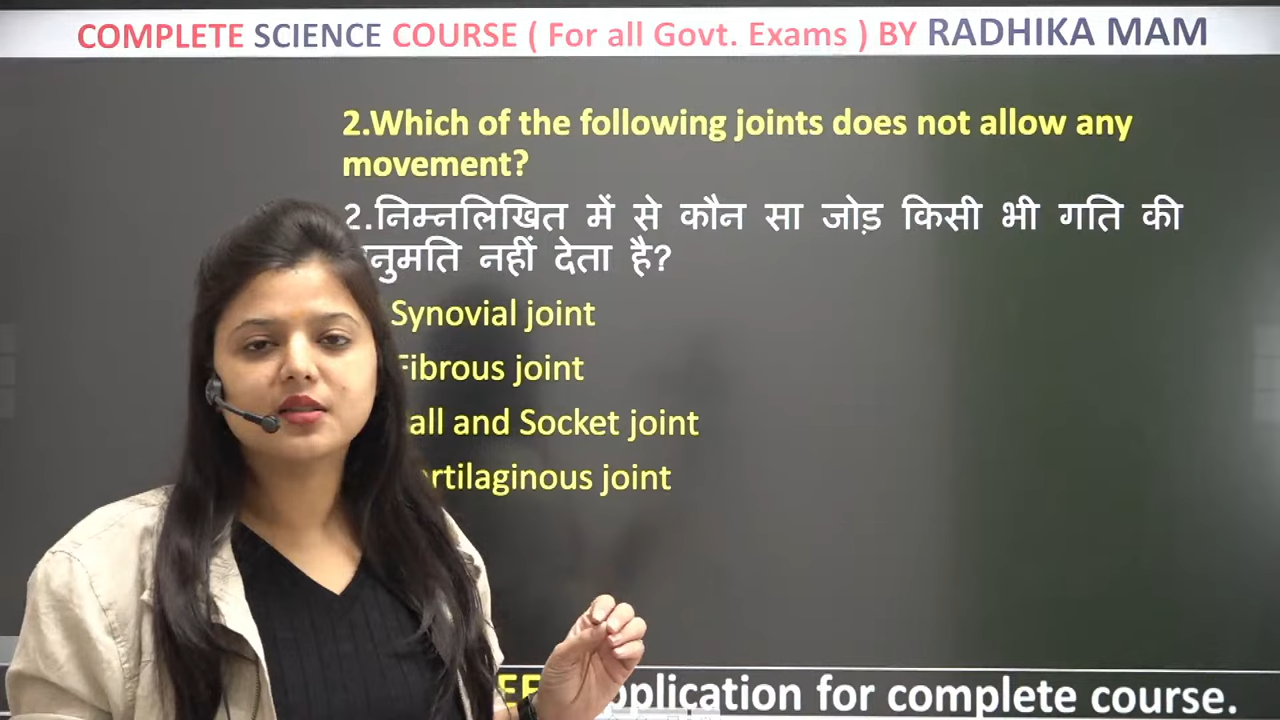 COMPLETE SCIENCE COURSE ( For all Govt. Exams ) BY RADHIKA MAM
2.Which of the following joints does not allow any
movement?
2.निम्नलिखित में से कौन सा जोड़ किसी भी गति की
नुमति नहीं देता है?
Synovial joint
Fibrous joint
all and Socket joint
rtilaginous joint
pplication for complete course.